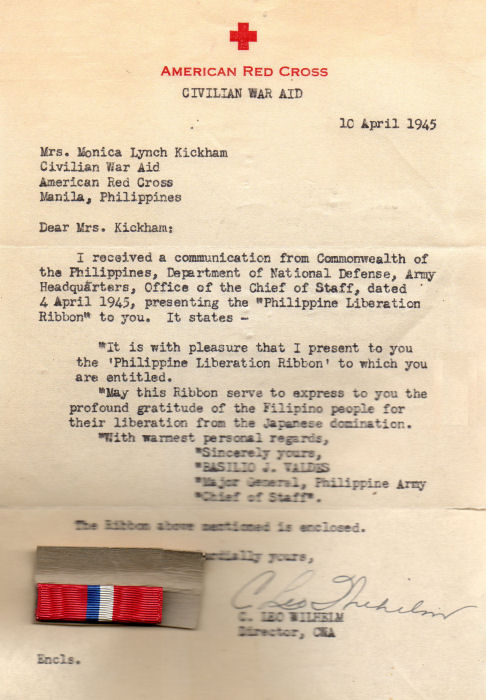 AMERICAN RED CROSS
CIVILIAN WAR AID
10 April 1945
Mrs. Monica Lynch Kickham
Civilian War Aid
American Red Cross
Manila, Philippines
Dear Mrs. Kickham:
I received a communication from Commonwealth of
the Philippines, Department of National Defense, Army
Headquarters, Office of the Chief of Staff, dated
4 April 1945, presenting the "Philippine Liberation
Ribbon" to you. It states -
"It is with pleasure that I present to you
the 'Philippine Liberation Ribbon' to which you
are entitled.
"May this Ribbon serve to express to you the
profound gratitude of the Filipino people for
their liberation from the Japanese domination.
"With warmest personal regards,
"Sincerely yours,
"BASILIO J. VALDES
"Major General, Philippine Army
"Chief of Staff".
The Ribbon above mentioned is enclosed.
rdially yours,
C. Leo Wilhelm
C. LEO WILHELM
Director, CWA
Encls.